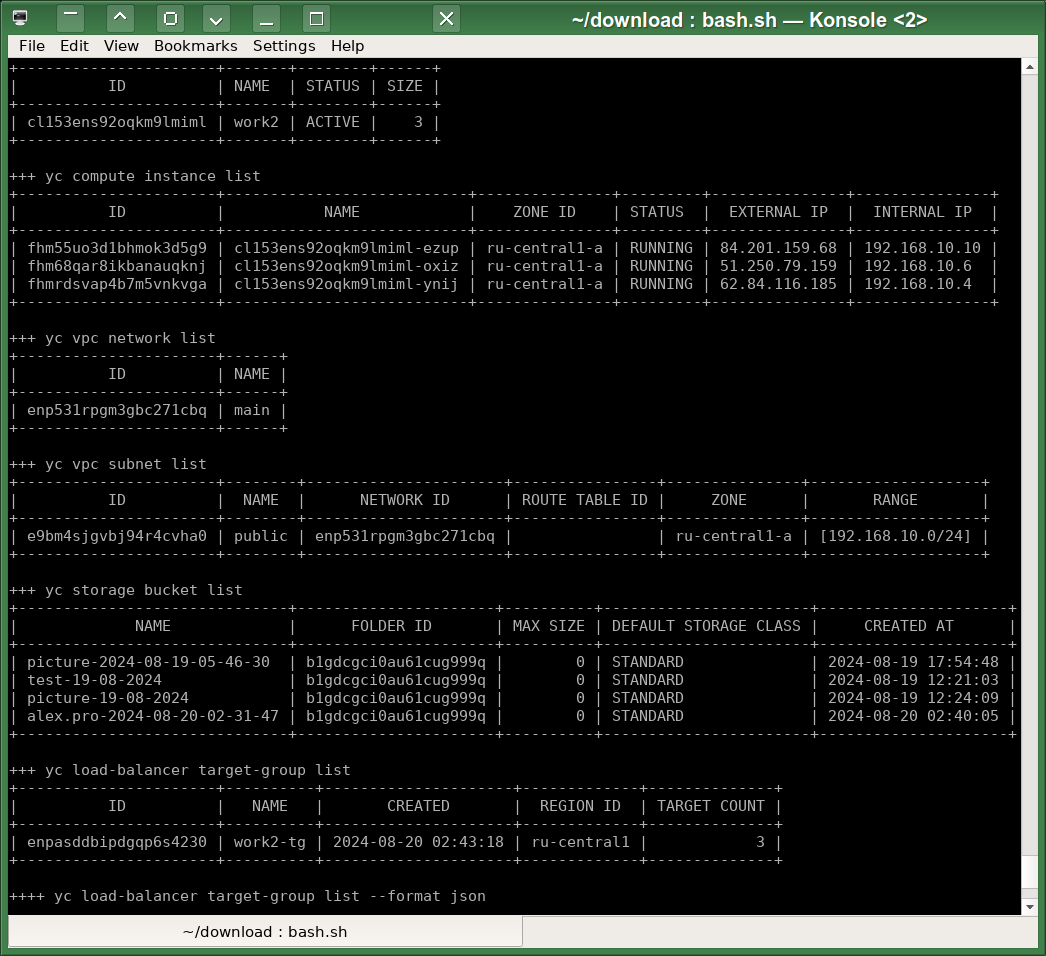 ~/download : bash.sh — Konsole <2>
File Edit View Bookmarks Settings Help
+----------------------+-------+--------+------+
|          ID          | NAME  | STATUS | SIZE |
+----------------------+-------+--------+------+
| cl153ens92oqkm9lmiml | work2 | ACTIVE |    3 |
+----------------------+-------+--------+------+
+++ yc compute instance list
+----------------------+---------------------------+---------------+---------+---------------+---------------+
|          ID          |           NAME            |    ZONE ID    | STATUS  |  EXTERNAL IP  |  INTERNAL IP  |
+----------------------+---------------------------+---------------+---------+---------------+---------------+
| fhm55uo3d1bhmok3d5g9 | cl153ens92oqkm9lmiml-ezup | ru-central1-a | RUNNING | 84.201.159.68 | 192.168.10.10 |
| fhm68qar8ikbanauqknj | cl153ens92oqkm9lmiml-oxiz | ru-central1-a | RUNNING | 51.250.79.159 | 192.168.10.6  |
| fhmrdsvap4b7m5vnkvga | cl153ens92oqkm9lmiml-ynij | ru-central1-a | RUNNING | 62.84.116.185 | 192.168.10.4  |
+----------------------+---------------------------+---------------+---------+---------------+---------------+
+++ yc vpc network list
+----------------------+------+
|          ID          | NAME |
+----------------------+------+
| enp531rpgm3gbc271cbq | main |
+----------------------+------+
+++ yc vpc subnet list
+----------------------+--------+----------------------+----------------+---------------+-------------------+
|          ID          |  NAME  |      NETWORK ID      | ROUTE TABLE ID |     ZONE      |       RANGE       |
+----------------------+--------+----------------------+----------------+---------------+-------------------+
| e9bm4sjgvbj94r4cvha0 | public | enp531rpgm3gbc271cbq |                | ru-central1-a | [192.168.10.0/24] |
+----------------------+--------+----------------------+----------------+---------------+-------------------+
+++ yc storage bucket list
+------------------------------+----------------------+----------+-----------------------+---------------------+
|             NAME             |      FOLDER ID       | MAX SIZE | DEFAULT STORAGE CLASS |     CREATED AT      |
+------------------------------+----------------------+----------+-----------------------+---------------------+
| picture-2024-08-19-05-46-30  | b1gdcgci0au61cug999q |        0 | STANDARD              | 2024-08-19 17:54:48 |
| test-19-08-2024              | b1gdcgci0au61cug999q |        0 | STANDARD              | 2024-08-19 12:21:03 |
| picture-19-08-2024           | b1gdcgci0au61cug999q |        0 | STANDARD              | 2024-08-19 12:24:09 |
| alex.pro-2024-08-20-02-31-47 | b1gdcgci0au61cug999q |        0 | STANDARD              | 2024-08-20 02:40:05 |
+------------------------------+----------------------+----------+-----------------------+---------------------+
+++ yc load-balancer target-group list
+----------------------+----------+---------------------+-------------+--------------+
|          ID          |   NAME   |       CREATED       |  REGION ID  | TARGET COUNT |
+----------------------+----------+---------------------+-------------+--------------+
| enpasddbipdgqp6s4230 | work2-tg | 2024-08-20 02:43:18 | ru-central1 |            3 |
+----------------------+----------+---------------------+-------------+--------------+
++++ yc load-balancer target-group list --format json
~/download : bash.sh